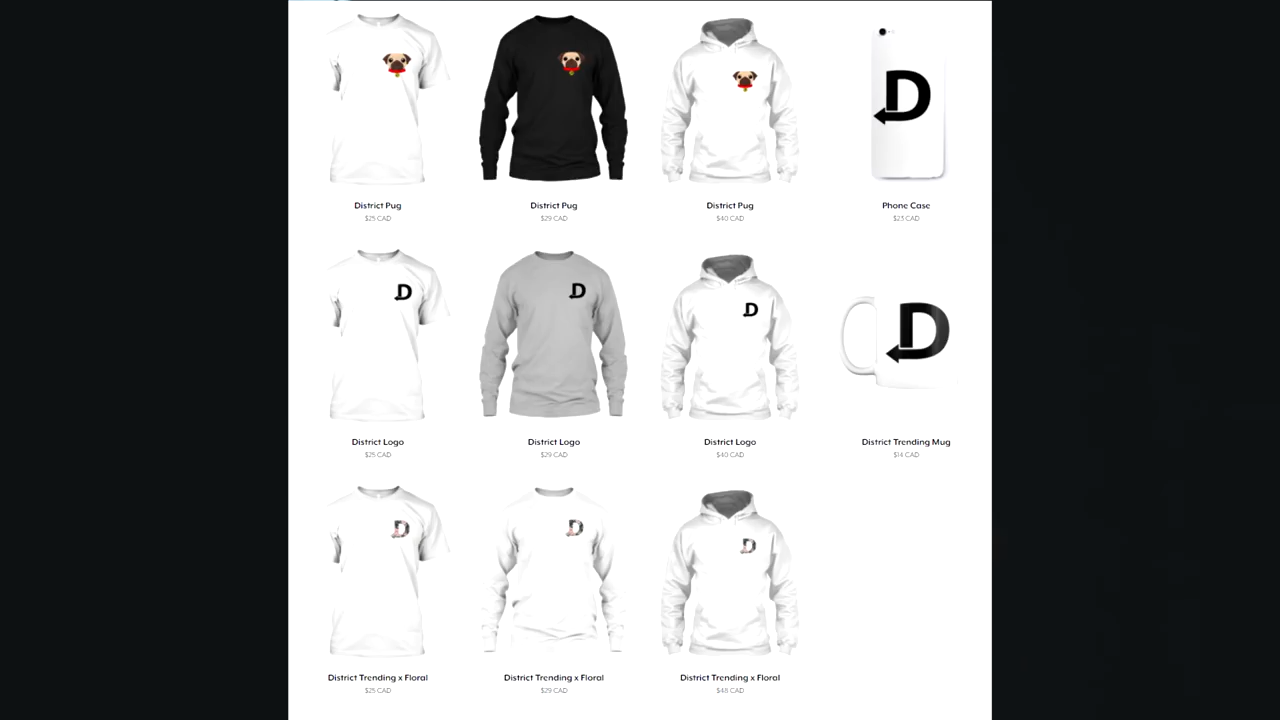 D
District Pug
$25 CAD
District Pug
$29 CAD
District Pug
$40 CAD
Phone Case
$23 CAD
D
D
D
D
District Logo
$25 CAD
District Logo
$29 CAD
District Logo
$40 CAD
District Trending Mug
$14 CAD
D
D
D
District Trending x Floral
$25 CAD
District Trending x Floral
$29 CAD
District Trending x Floral
$48 CAD